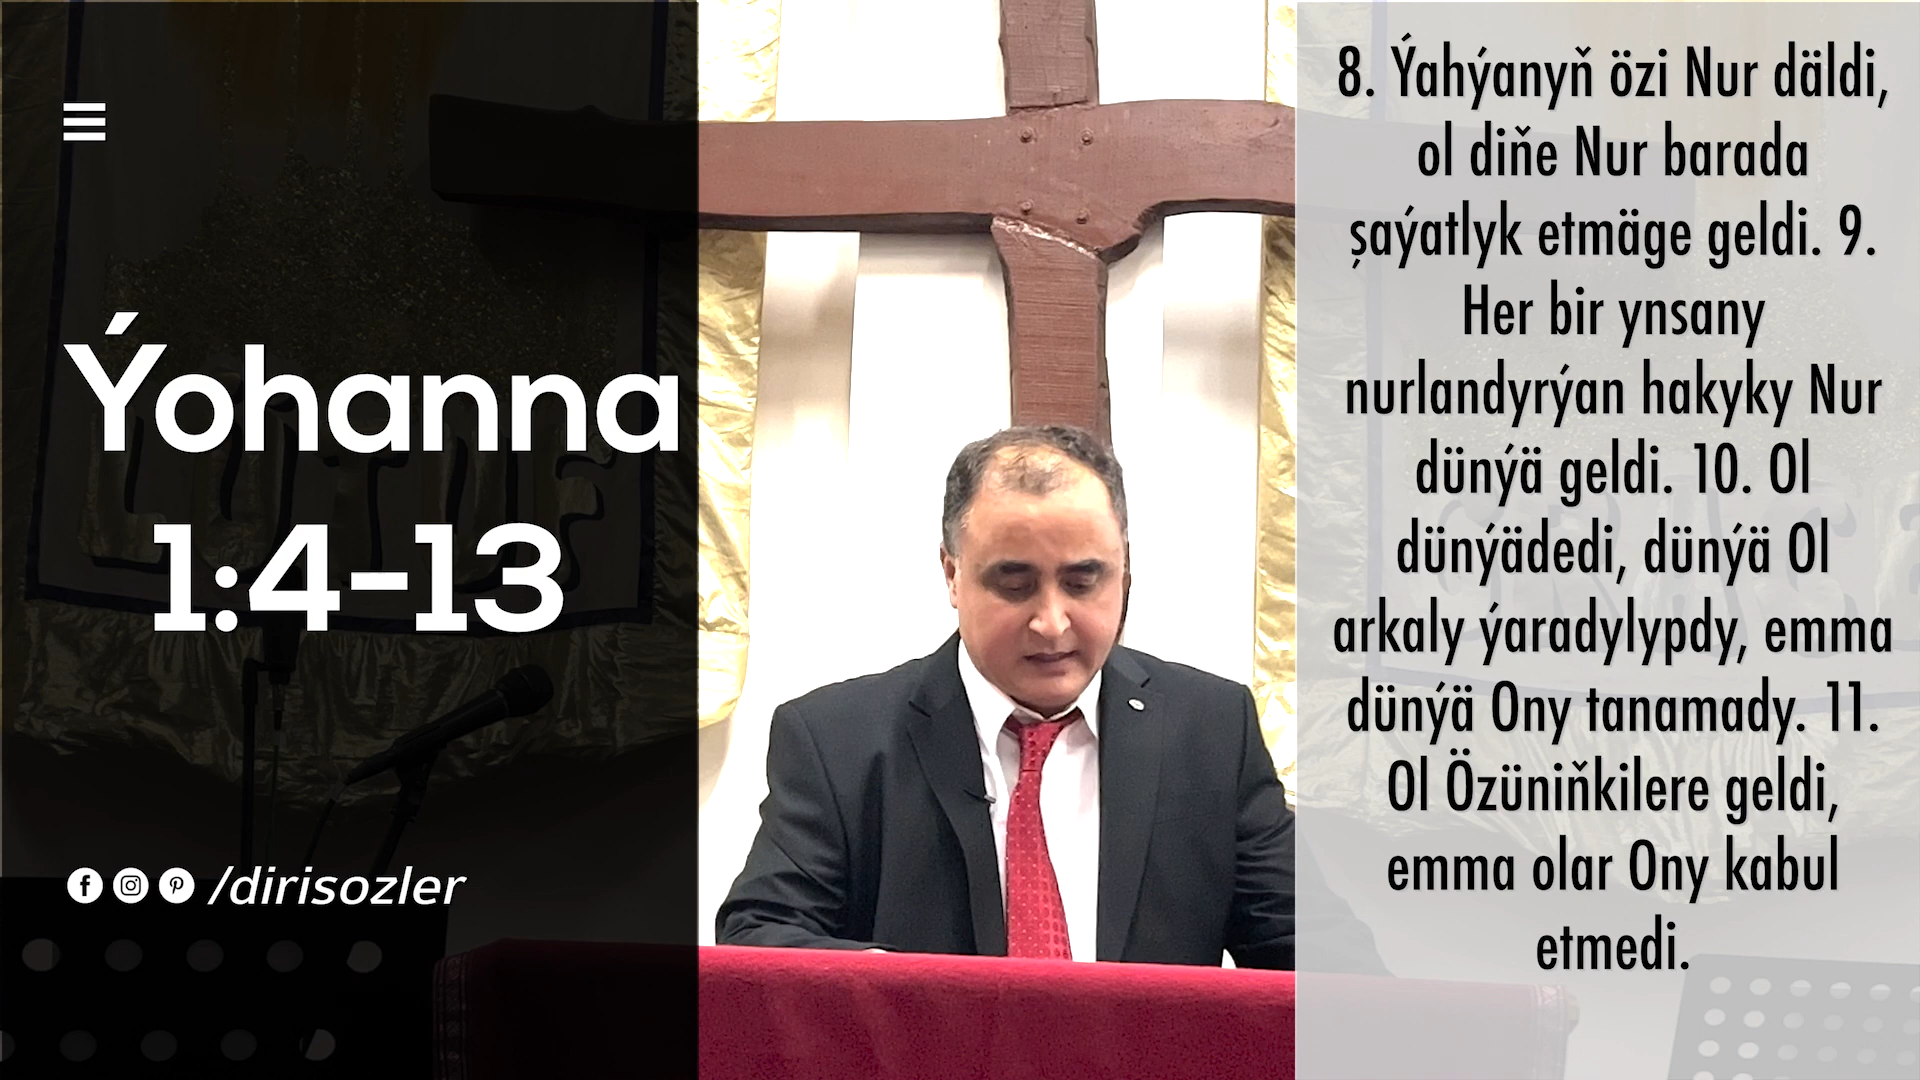 Ýohanna
1:4-13
/dirisozler
8. Ýahýanyň özi Nur däldi,
ol diňe Nur barada
șaýatlyk etmäge geldi. 9.
Her bir ynsany
nurlandyrýan hakyky Nur
dünýä geldi. 10. Ol
dünýädedi, dünýä Ol
arkaly ýaradylypdy, emma
dünýä Ony tanamady. 11.
Ol Özüniňkilere geldi,
emma olar Ony kabul
etmedi.